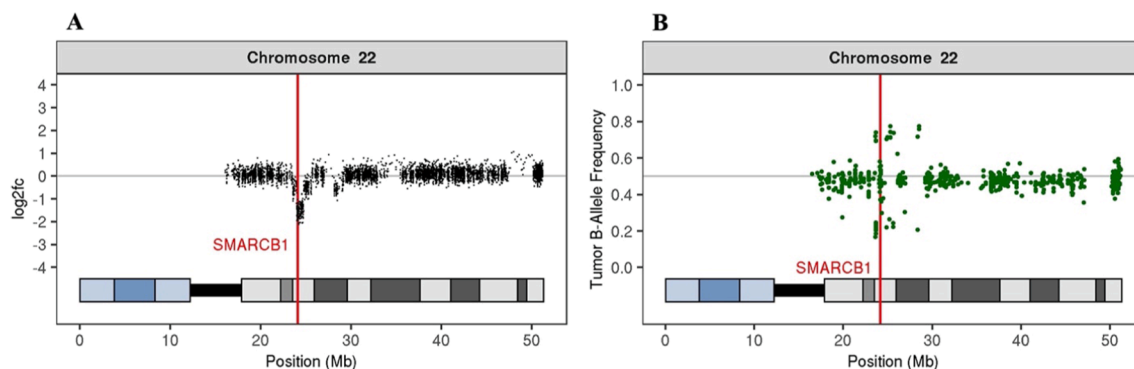 A
Chromosome 22
log2fc
4
3
2
1
0
-1
-2
-3
-4
SMARCB1
0 10 20 30 40 50
Position (Mb)
B
Chromosome 22
Tumor B-Allele Frequency
1.0
0.8
0.6
0.4
0.2
0.0
SMARCB1
0 10 20 30 40 50
Position (Mb)